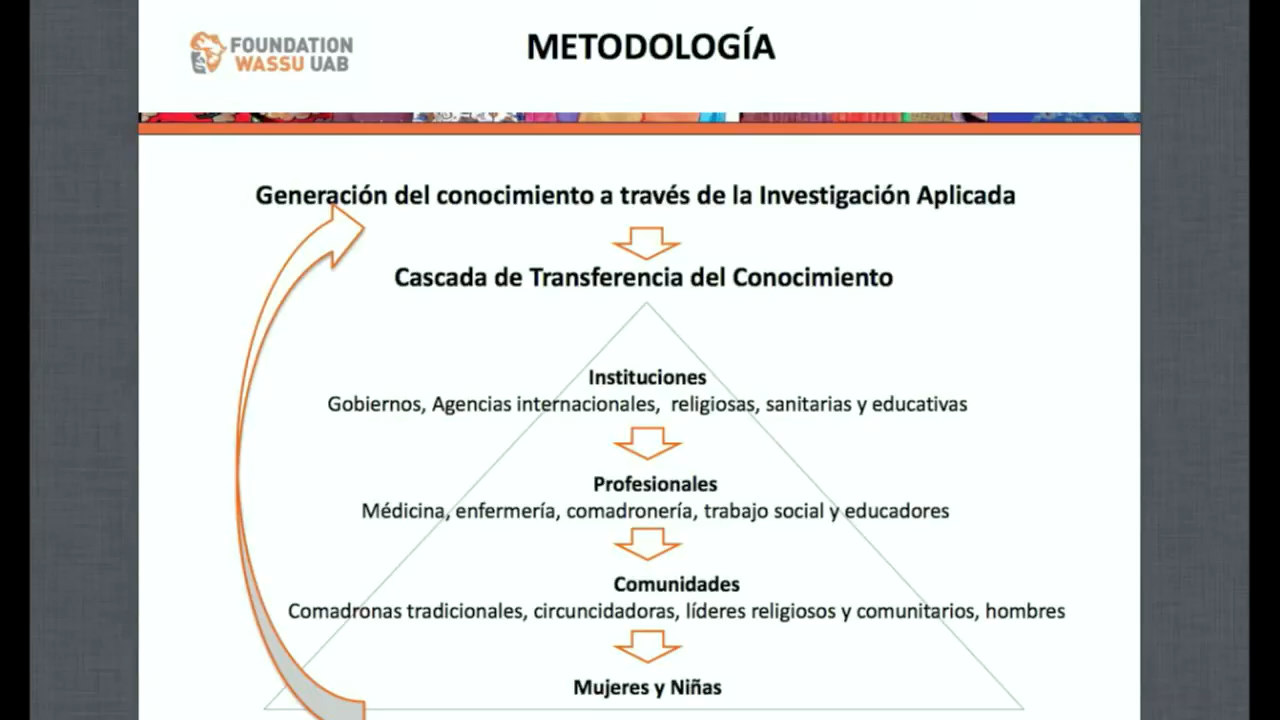 FOUNDATION
WASSU UAB
METODOLOGÍA
Generación del conocimiento a través de la Investigación Aplicada
Cascada de Transferencia del Conocimiento
Instituciones
Gobiernos, Agencias internacionales, religiosas, sanitarias y educativas
Profesionales
Médicina, enfermería, comadronería, trabajo social y educadores
Comunidades
Comadronas tradicionales, circuncidadoras, líderes religiosos y comunitarios, hombres
Mujeres y Niñas